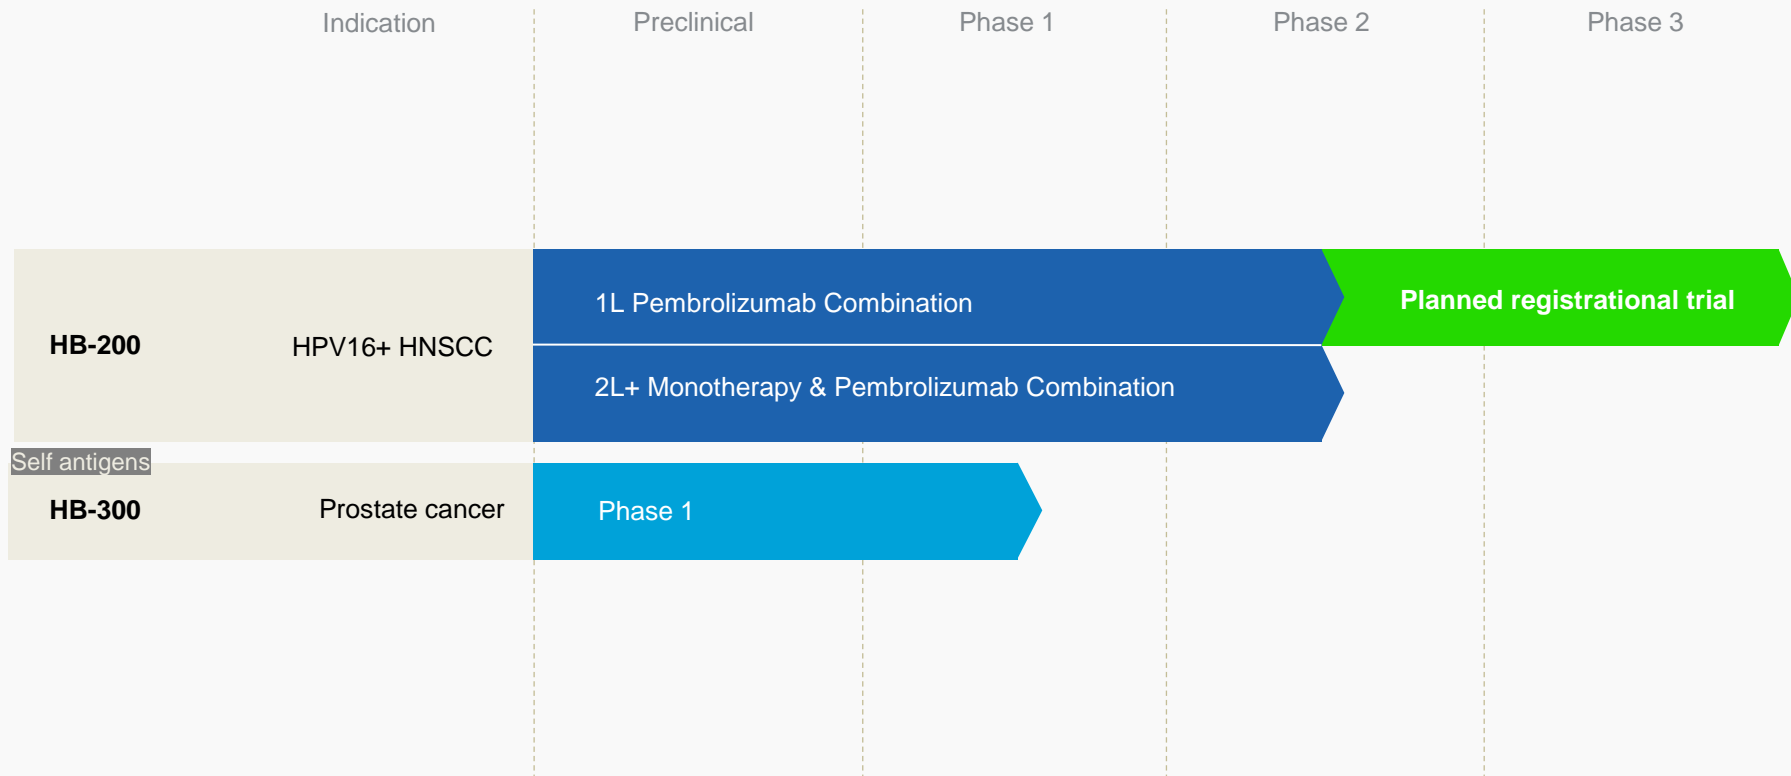 Indication
Preclinical
Phase 1
Phase 2
Phase 3
HB-200
HPV16+ HNSCC
1L Pembrolizumab Combination
Planned registrational trial
2L+ Monotherapy & Pembrolizumab Combination
Self antigens
HB-300
Prostate cancer
Phase 1